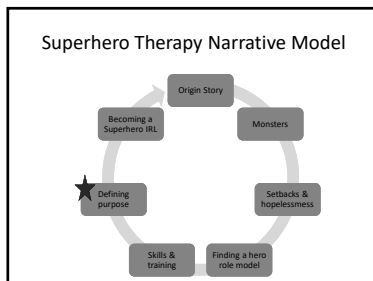 Superhero Therapy Narrative Model
Origin Story
Monsters
Setbacks &
hopelessmess
Finding a hero
role model
Skills &
training
Defining
purpose
Becoming a
Superhero IRL